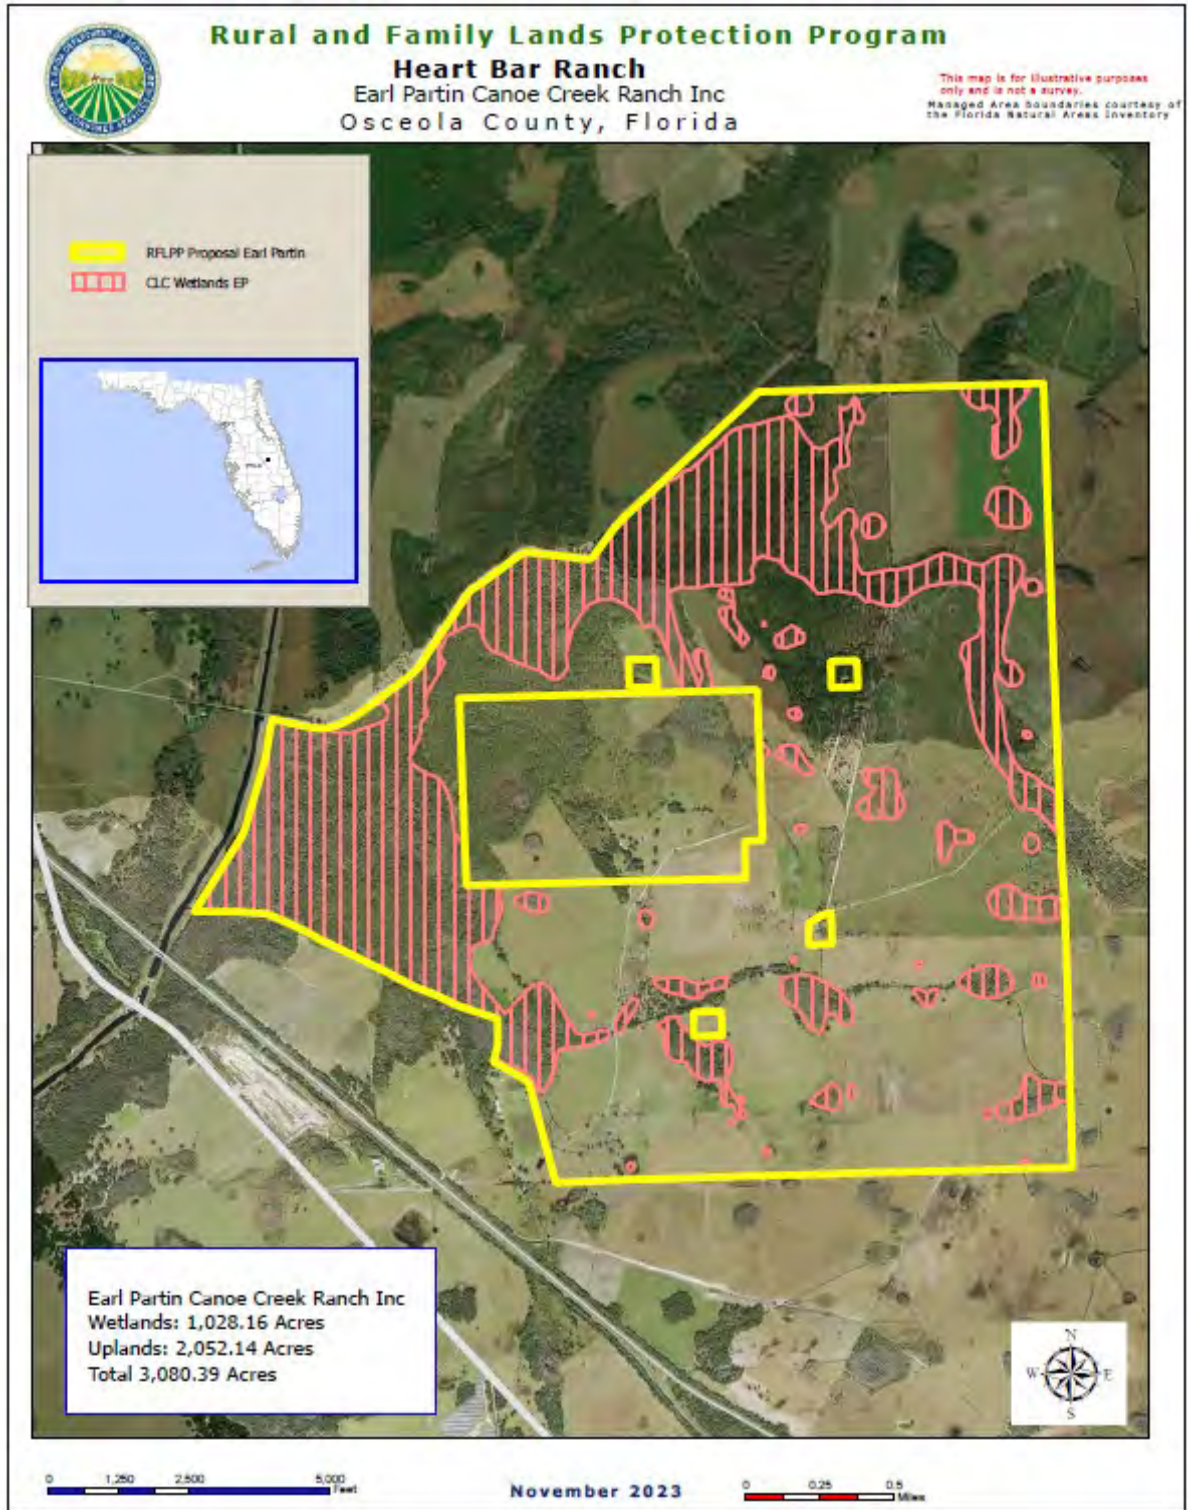 Rural and Family Lands Protection Program
Heart Bar Ranch
Earl Partin Canoe Creek Ranch Inc
Osceola County, Florida
This map is for illustrative purposes
only and is not a survey.
Managed Area boundaries courtesy of
the Florida Natural Areas Inventory
RFLPP Proposal Earl Partin
CLC Wetlands EP
Earl Partin Canoe Creek Ranch Inc
Wetlands: 1,028.16 Acres
Uplands: 2,052.14 Acres
Total 3,080.39 Acres
N
W E
S
0 1,250 2,500 5,000
Feet
November 2023
0 0.25 0.5
Miles